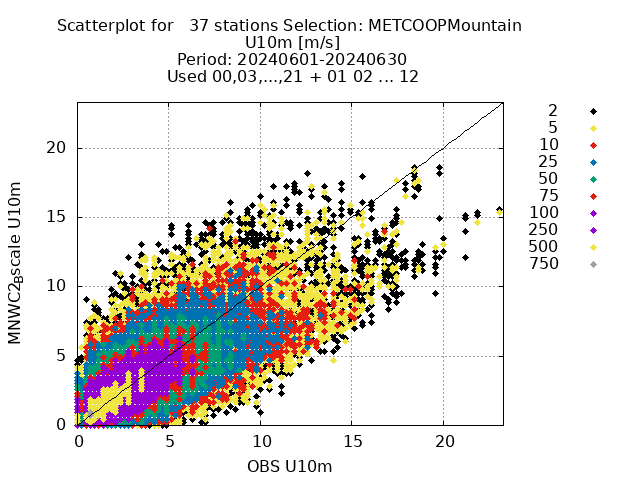 Scatterplot for 37 stations Selection: METCOOPMountain
U10m [m/s]
Period: 20240601-20240630
Used 00,03,...,21 + 01 02 ... 12
MNWC2.
pscale U10m
20
15
10
5
0
0 5 10 15 20
OBS U10m
2
5
10
25
50
75
100
250
500
750